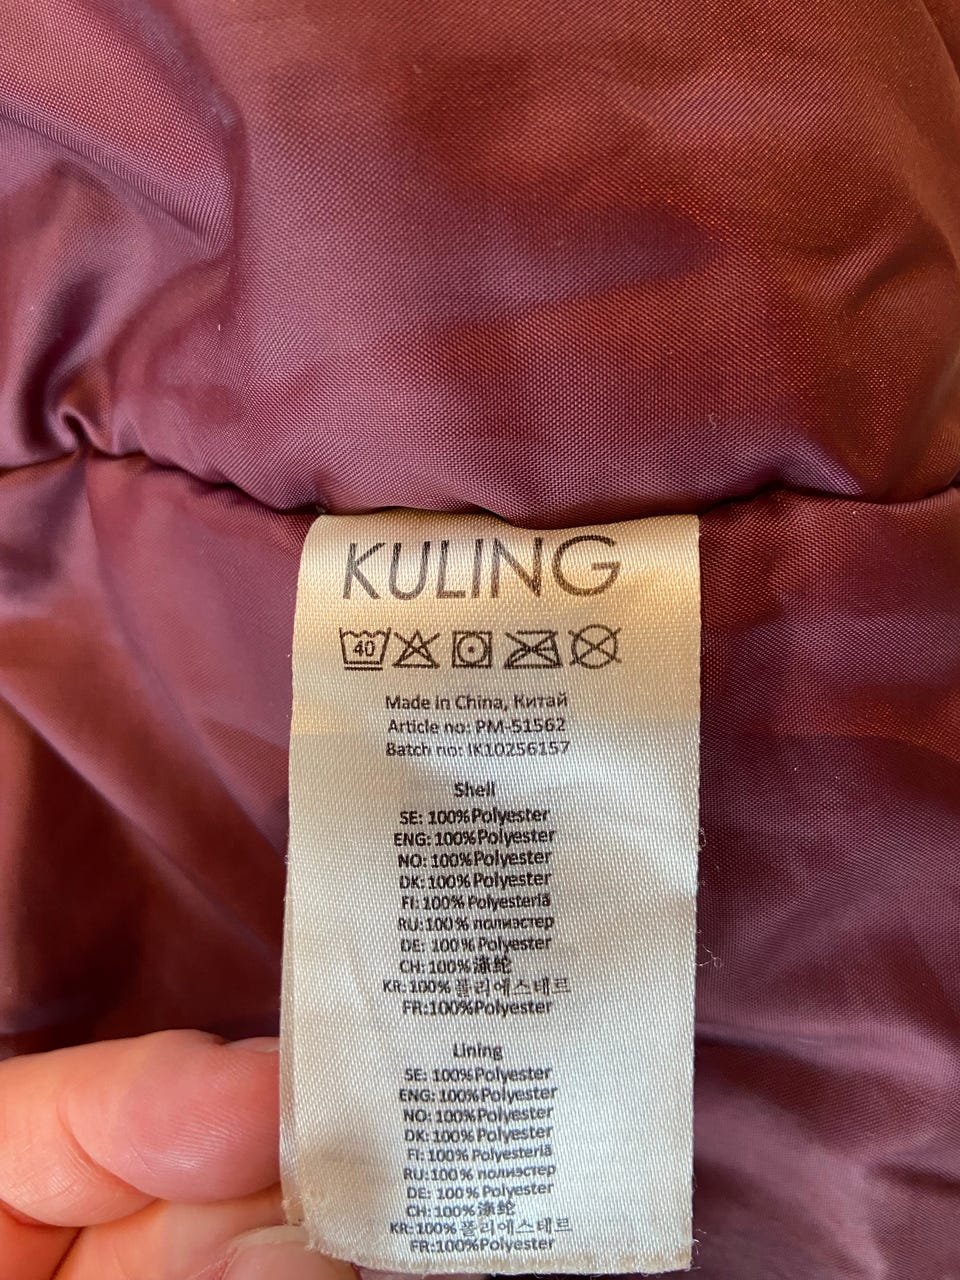 KULING
40
Made in China, Китай
Article no: PM-51562
Batch no: IK10256157
Shell
SE: 100%Polyester
ENG: 100%Polyester
NO: 100%Polyester
DK: 100%Polyester
FI: 100% Polyesteriä
RU:100% полиэстер
DE: 100%Polyester
CH: 100%涤纶
KR:100% 폴리에스테르
FR:100%Polyester
Lining
SE: 100%Polyester
ENG: 100%Polyester
NO: 100%Polyester
DK: 100%Polyester
FI: 100% Polyesteriä
RU:100% полиэстер
DE: 100%Polyester
CH: 100%涤纶
KR:100% 폴리에스테르
FR:100%Polyester